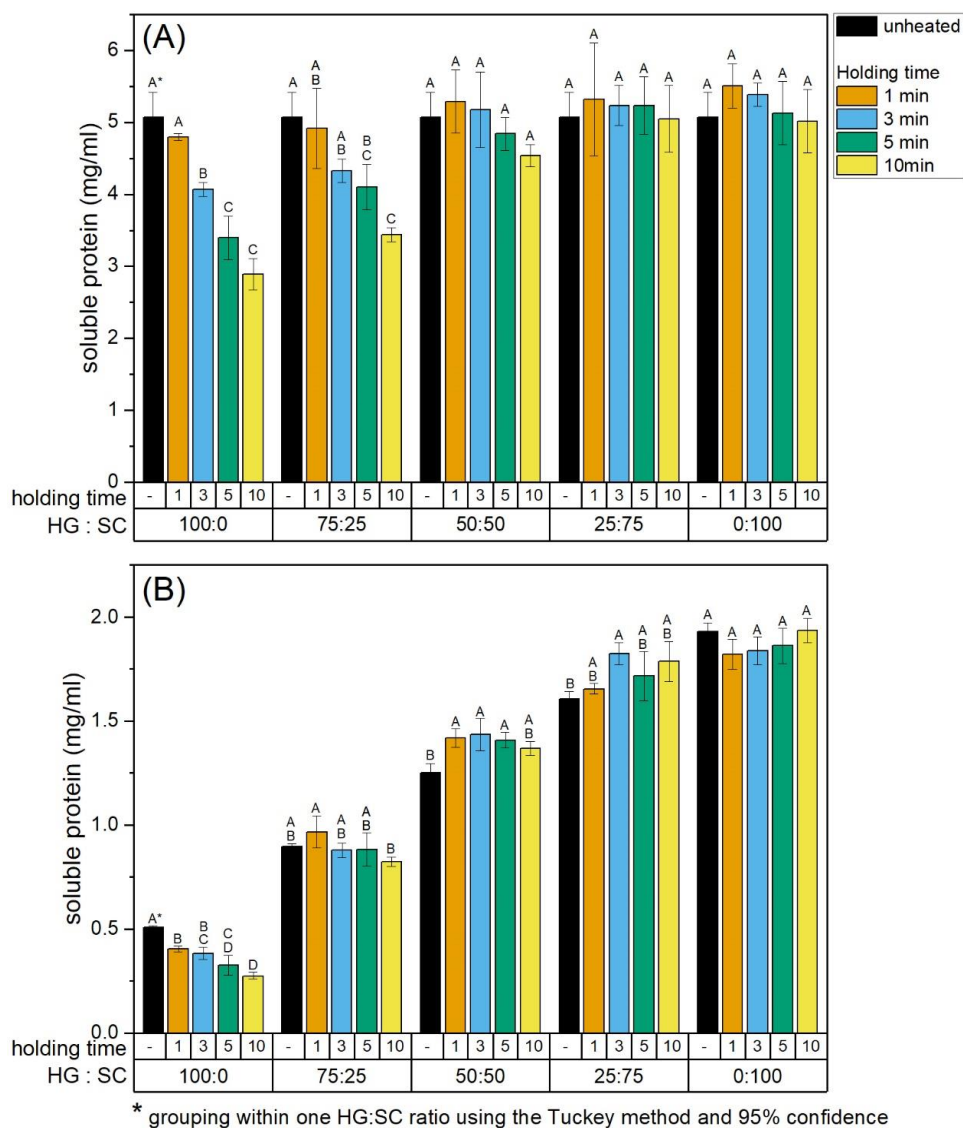 (A)
soluble protein (mg/ml)
6
5
4
3
2
1
0
A* A B C C
A
A B C
B B C
A A A A A
A A A A A
A A A A A
holding time - 1 3 5 10 - 1 3 5 10 - 1 3 5 10 - 1 3 5 10 - 1 3 5 10
HG : SC 100:0 75:25 50:50 25:75 0:100
unheated
Holding time
1 min
3 min
5 min
10min
(B)
soluble protein (mg/ml)
2.0
1.5
1.0
0.5
0.0
A* B B C D
C D
A A A A B
B B B
B A A A A
B
B A A A A
B B B
A A A A A
holding time - 1 3 5 10 - 1 3 5 10 - 1 3 5 10 - 1 3 5 10 - 1 3 5 10
HG : SC 100:0 75:25 50:50 25:75 0:100
* grouping within one HG:SC ratio using the Tuckey method and 95% confidence